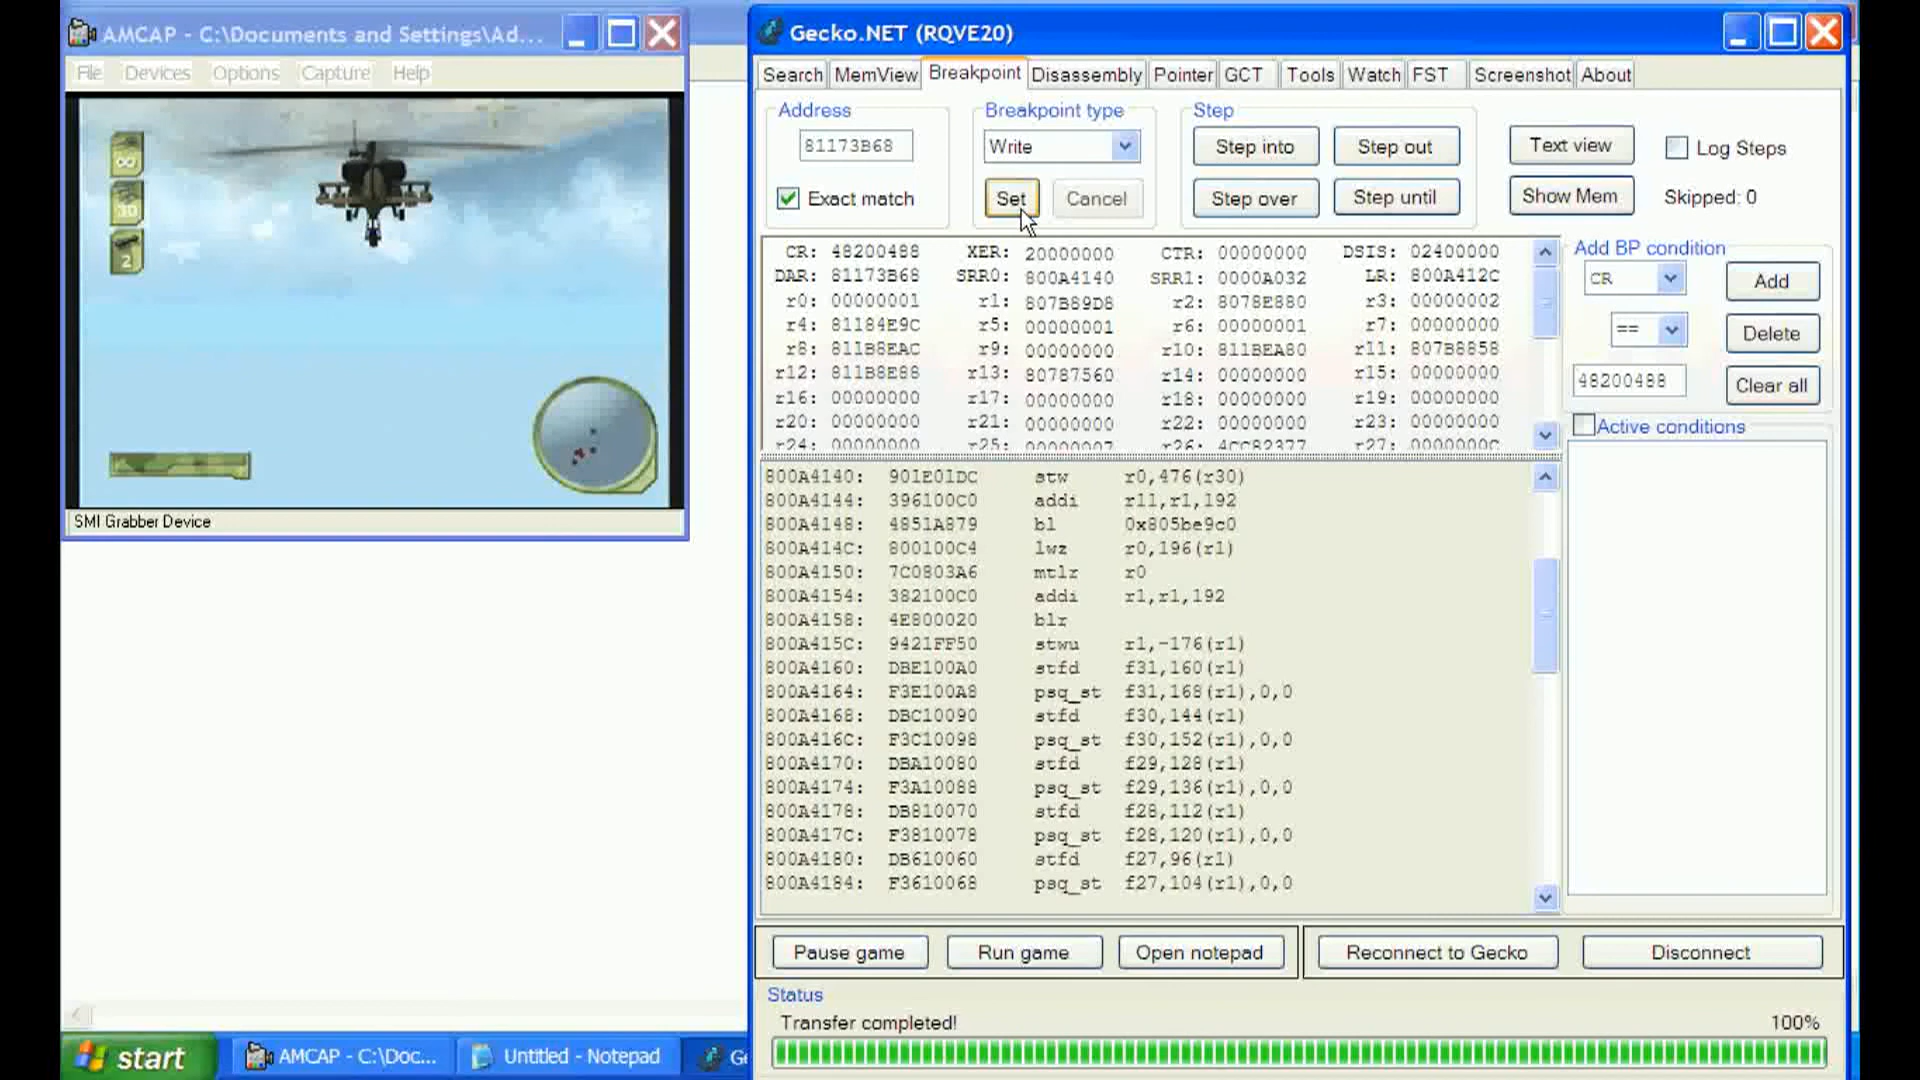 AMCAP - C:\Documents and Settings\Ad...
File Devices Options Capture Help
∞
30
2
SMI Grabber Device
Gecko.NET (RQVE20)
Search MemView Breakpoint Disassembly Pointer GCT Tools Watch FST Screenshot About
Address
81173B68
Exact match
Breakpoint type
Write
Set Cancel
Step
Step into Step out
Step over Step until
Text view
Show Mem
Log Steps
Skipped: 0
CR: 48200488 XER: 20000000 CTR: 00000000 DSIS: 02400000
DAR: 81173B68 SRR0: 800A4140 SRR1: 0000A032 LR: 800A412C
r0: 00000001 r1: 807B89D8 r2: 8078E880 r3: 00000002
r4: 81184E9C r5: 00000001 r6: 00000001 r7: 00000000
r8: 811B8EAC r9: 00000000 r10: 811BEA80 r11: 807B8858
r12: 811B8E88 r13: 80787560 r14: 00000000 r15: 00000000
r16: 00000000 r17: 00000000 r18: 00000000 r19: 00000000
r20: 00000000 r21: 00000000 r22: 00000000 r23: 00000000
r24: 00000000 r25: 00000007 r26: 4CC82377 r27: 0000000C
Add BP condition
CR
Add
==
Delete
48200488
Clear all
Active conditions
800A4140: 901E01DC stw r0,476(r30)
800A4144: 396100C0 addi r11,r1,192
800A4148: 4851A879 bl 0x805be9c0
800A414C: 800100C4 lwz r0,196(r1)
800A4150: 7C0803A6 mtlr r0
800A4154: 382100C0 addi r1,r1,192
800A4158: 4E800020 blr
800A415C: 9421FF50 stwu r1,-176(r1)
800A4160: DBE100A0 stfd f31,160(r1)
800A4164: F3E100A8 psq_st f31,168(r1),0,0
800A4168: DBC10090 stfd f30,144(r1)
800A416C: F3C10098 psq_st f30,152(r1),0,0
800A4170: DBA10080 stfd f29,128(r1)
800A4174: F3A10088 psq_st f29,136(r1),0,0
800A4178: DB810070 stfd f28,112(r1)
800A417C: F3810078 psq_st f28,120(r1),0,0
800A4180: DB610060 stfd f27,96(r1)
800A4184: F3610068 psq_st f27,104(r1),0,0
Pause game Run game Open notepad Reconnect to Gecko Disconnect
Status
Transfer completed! 100%
start AMCAP - C:\Doc... Untitled - Notepad Ge